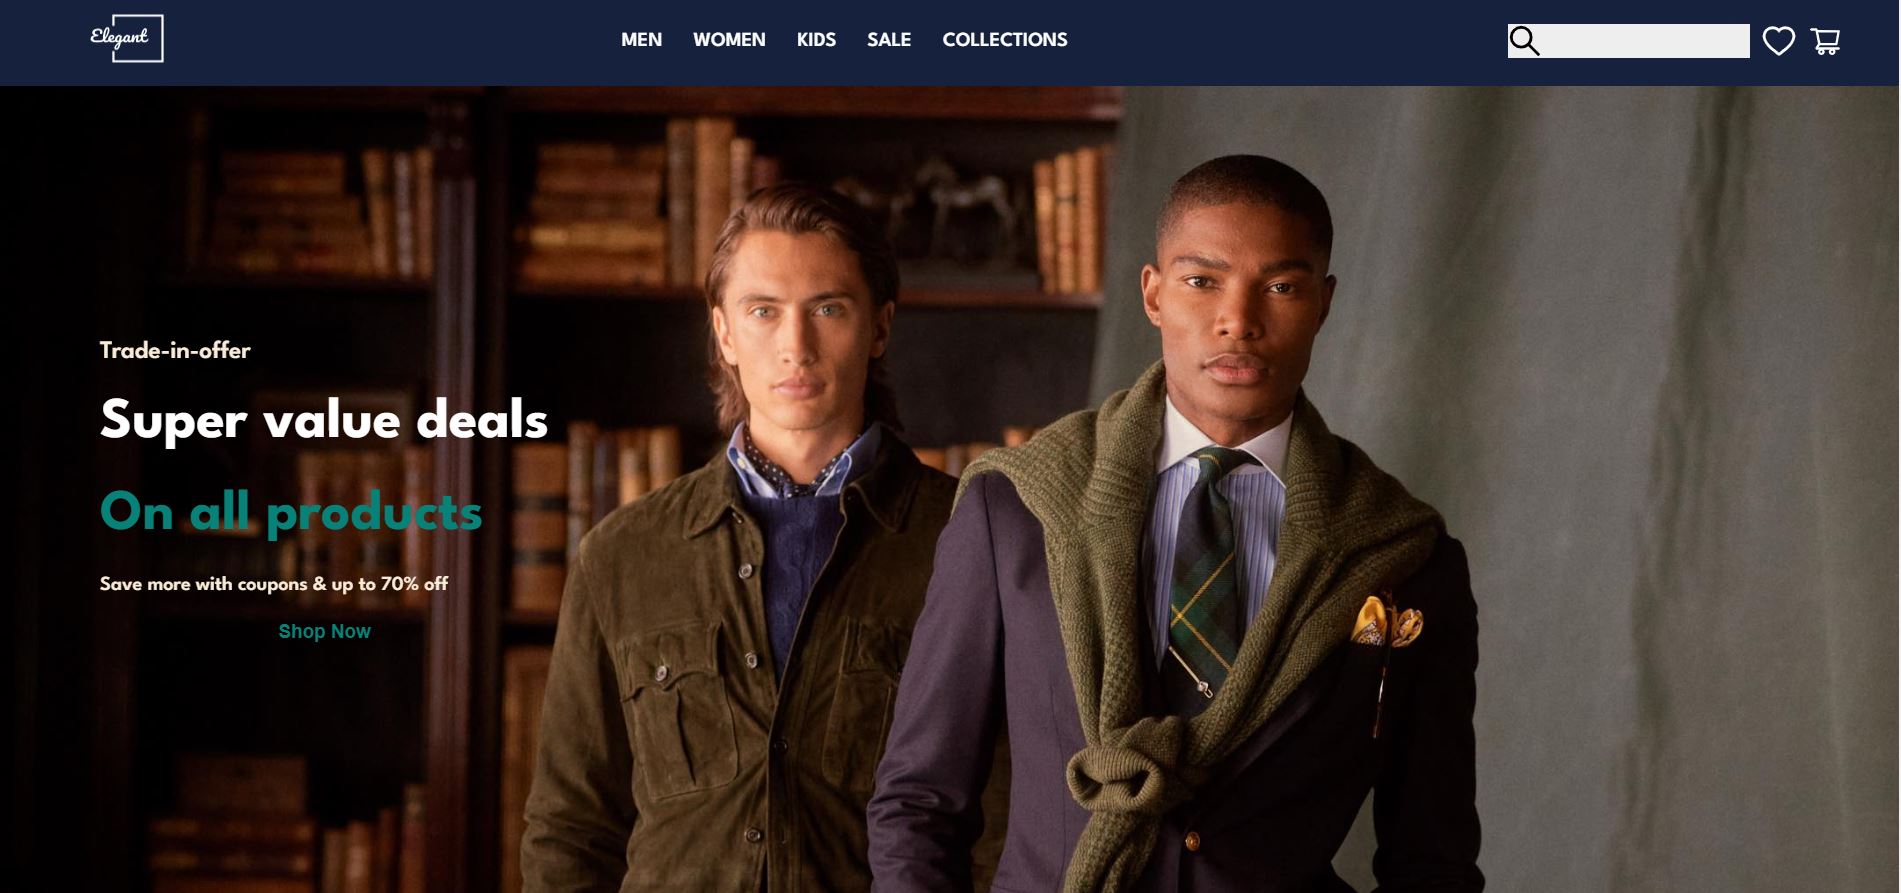 Elegant
MEN WOMEN KIDS SALE COLLECTIONS
Trade-in-offer
Super value deals
On all products
Save more with coupons & up to 70% off
Shop Now